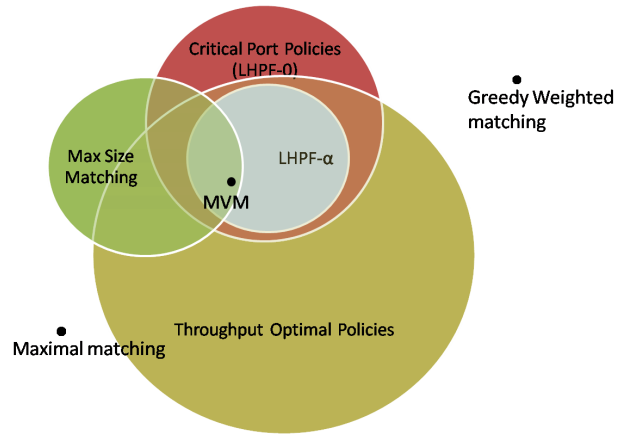 Critical Port Policies
(LHPF-0)
Greedy Weighted
matching
Max Size
Matching
LHPF-α
MVM
Throughput Optimal Policies
Maximal matching